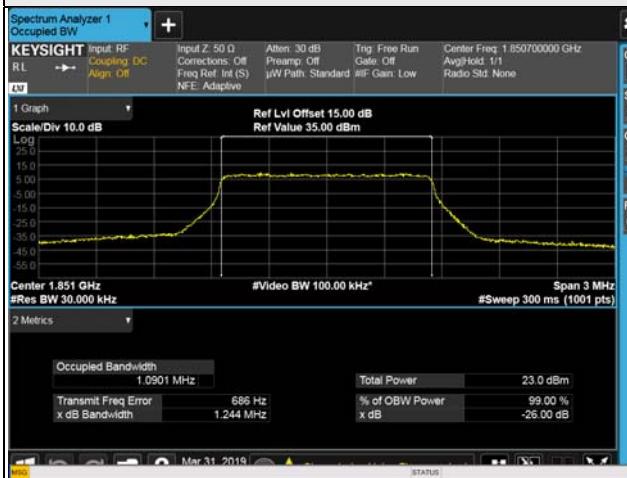 Spectrum Analyzer 1
Occupied BW
+
KEYSIGHT Input: RF Input Z: 50 Ω Atten: 30 dB Trig: Free Run Center Freq: 1.850700000 GHz
RL Coupling: DC Corrections: Off Preamp: Off Gate: Off Avg|Hold: 1/1
Align: Off Freq Ref: Int (S) µW Path: Standard #IF Gain: Low Radio Std: None
LXI NFE: Adaptive
1 Graph
Ref Lvl Offset 15.00 dB
Scale/Div 10.0 dB Ref Value 35.00 dBm
Log
25.0
15.0
5.00
-5.00
-15.0
-25.0
-35.0
-45.0
-55.0
Center 1.851 GHz #Video BW 100.00 kHz* Span 3 MHz
#Res BW 30.000 kHz #Sweep 300 ms (1001 pts)
2 Metrics
Occupied Bandwidth
1.0901 MHz Total Power 23.0 dBm
Transmit Freq Error 686 Hz % of OBW Power 99.00 %
x dB Bandwidth 1.244 MHz x dB -26.00 dB
Mar 31, 2019
MSG STATUS